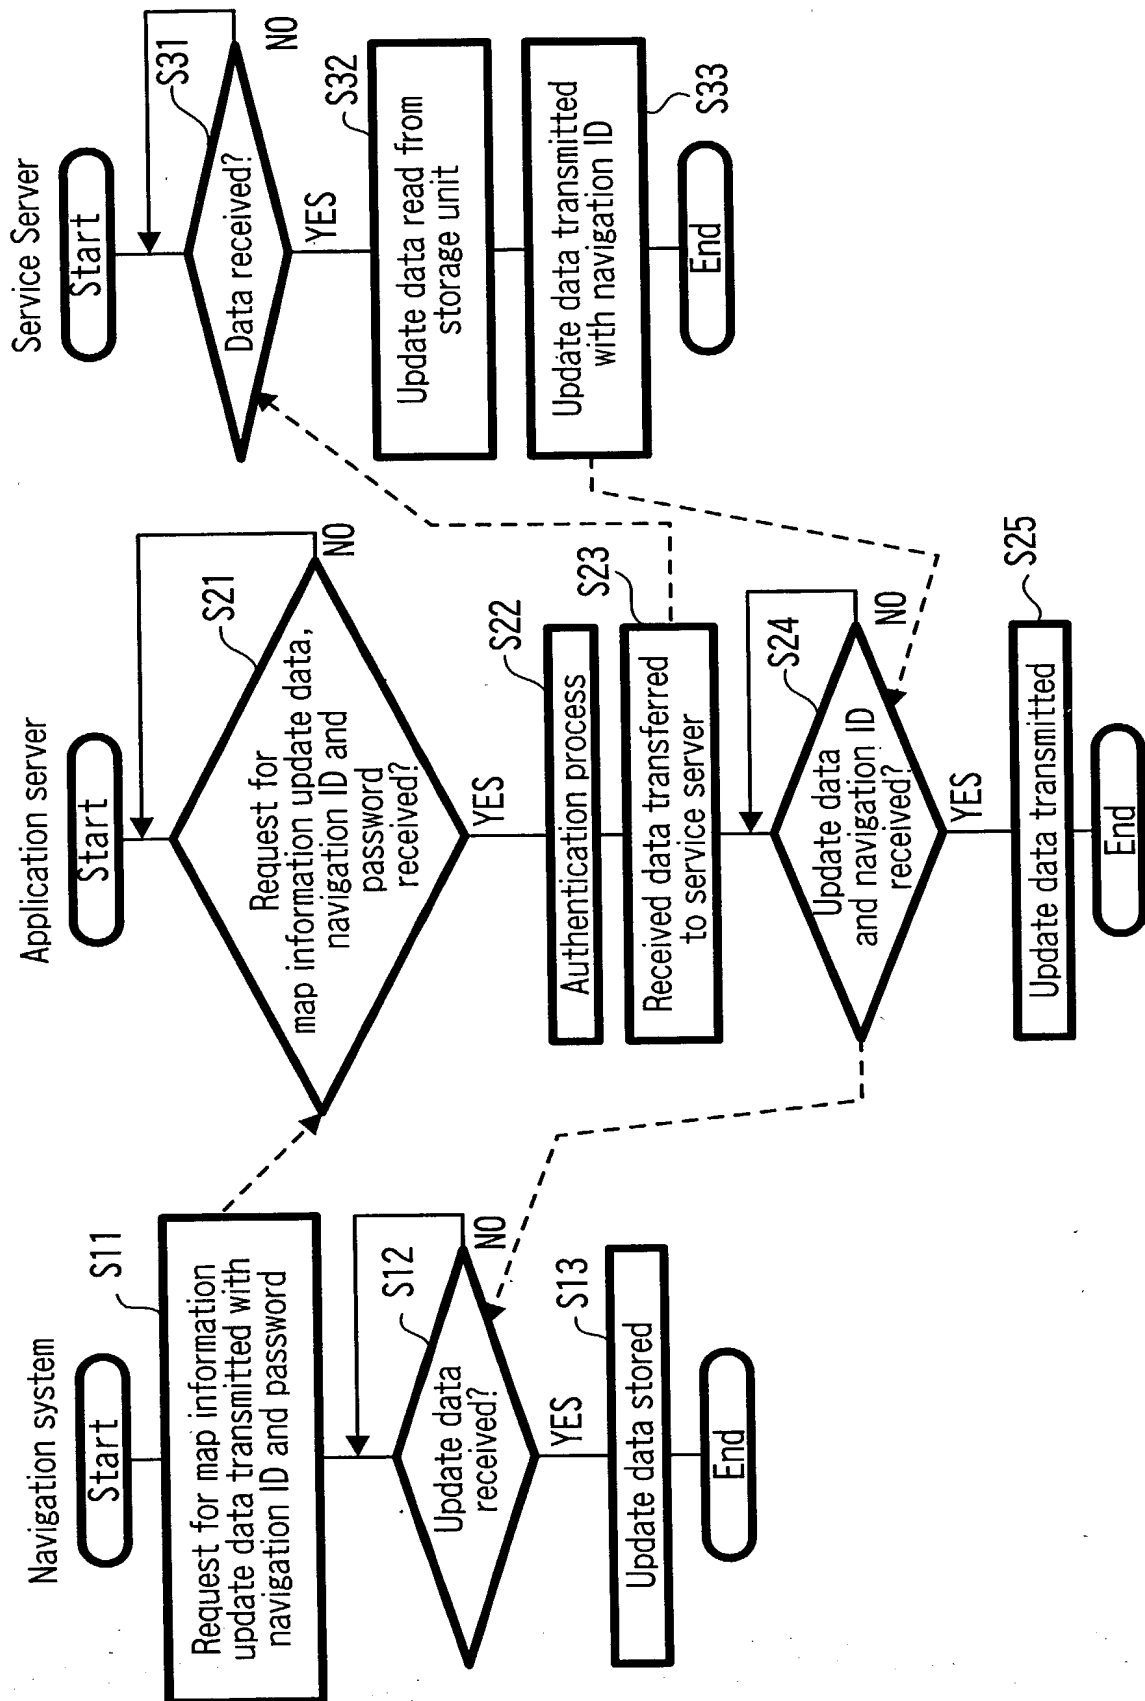 Navigation system
Start
S11
Request for map information
update data transmitted with
navigation ID and password
S12
Update data
received?
NO
YES
S13
Update data stored
End
Application server
Start
S21
Request for
map information update data,
navigation ID and
password
received?
NO
YES
S22
Authentication process
S23
Received data transferred
to service server
S24
Update data
and navigation ID
received?
NO
YES
S25
Update data transmitted
End
Service Server
Start
S31
Data received?
NO
YES
S32
Update data read from
storage unit
S33
Update data transmitted
with navigation ID
End